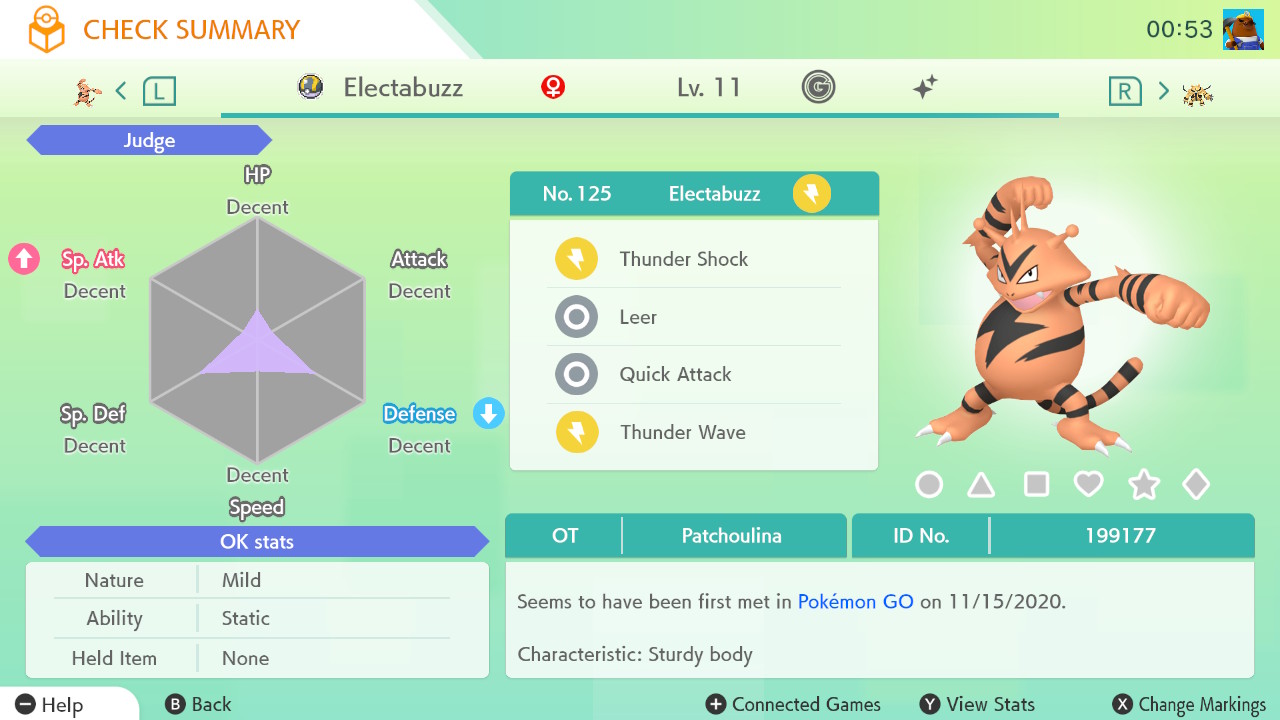 CHECK SUMMARY
00:53
L
Electabuzz
Lv. 11
R
Judge
HP
Decent
Sp. Atk
Decent
Attack
Decent
Sp. Def
Decent
Defense
Decent
Decent
Speed
OK stats
Nature Mild
Ability Static
Held Item None
No. 125 Electabuzz
Thunder Shock
Leer
Quick Attack
Thunder Wave
OT Patchoulina
ID No. 199177
Seems to have been first met in Pokémon GO on 11/15/2020.
Characteristic: Sturdy body
Help
B Back
Connected Games
Y View Stats
X Change Markings